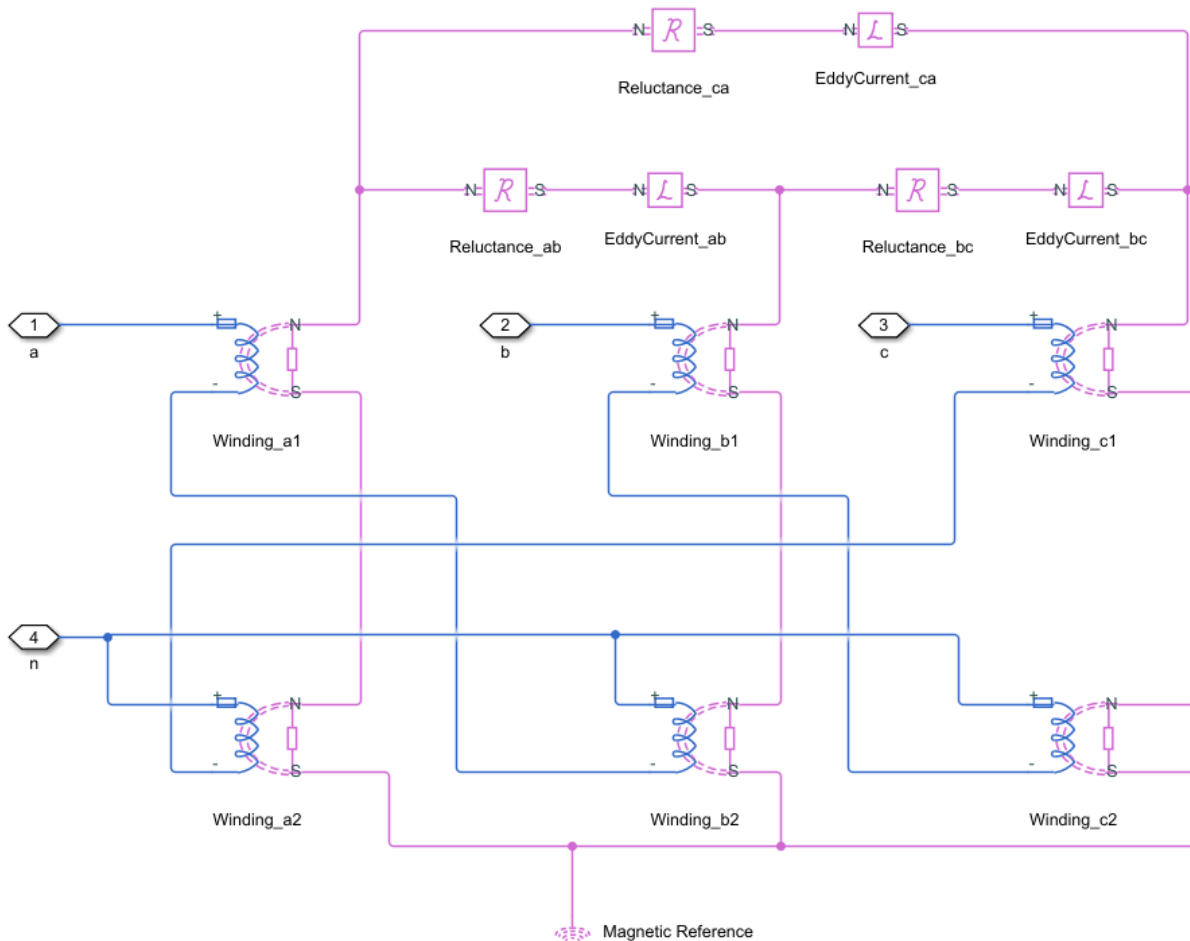 N R S N L S
Reluctance_ca EddyCurrent_ca
N R S N L S N R S N L S
Reluctance_ab EddyCurrent_ab Reluctance_bc EddyCurrent_bc
1 + N 2 + N 3 + N
a b c
- S - S - S
Winding_a1 Winding_b1 Winding_c1
4
n
+ N + N + N
- S - S - S
Winding_a2 Winding_b2 Winding_c2
Magnetic Reference